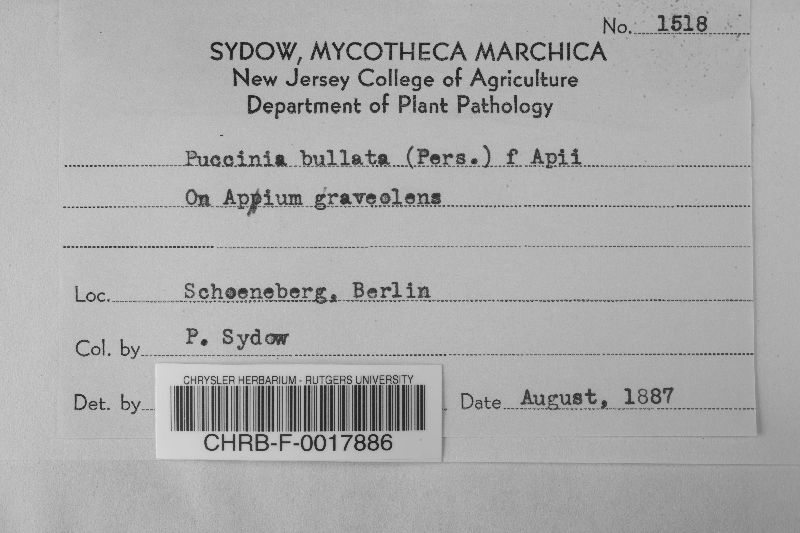 No. 1518
SYDOW, MYCOTHECA MARCHICA
New Jersey College of Agriculture
Department of Plant Pathology
Puccinia bullata (Pers.) f Apii
On Appium graveolens
Loc. Schoeneberg, Berlin
Col. by P. Sydow
Det. by
Date August, 1887
CHRYSLER HERBARIUM - RUTGERS UNIVERSITY
CHRB-F-0017886